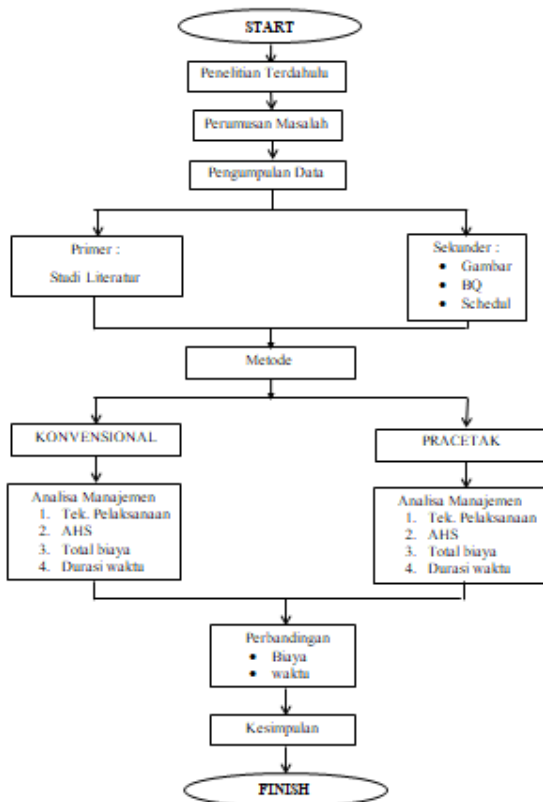 START
Penelitian Terdahulu
Perumusan Masalah
Pengumpulan Data
Primer :
Studi Literatur
Sekunder :
• Gambar
• BQ
• Schedul
Metode
KONVENSIONAL
PRACETAK
Analisa Manajemen
1. Tek. Pelaksanaan
2. AHS
3. Total biaya
4. Durasi waktu
Analisa Manajemen
1. Tek. Pelaksanaan
2. AHS
3. Total biaya
4. Durasi waktu
Perbandingan
• Biaya
• waktu
Kesimpulan
FINISH